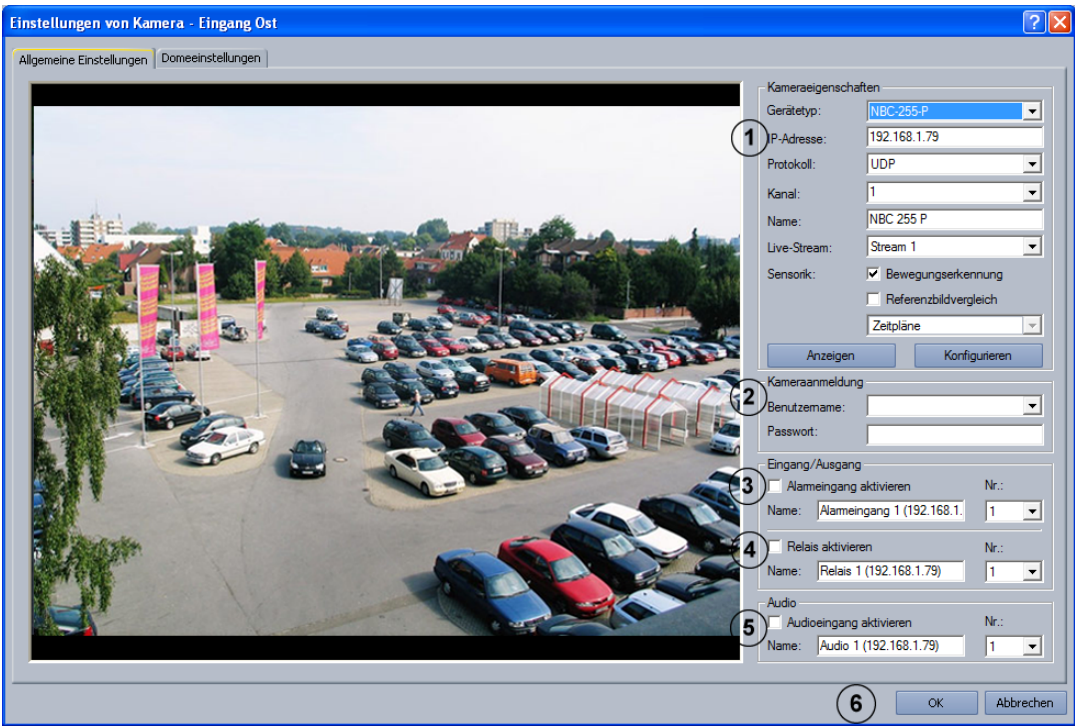 Einstellungen von Kamera - Eingang Ost
Allgemeine Einstellungen Domeeinstellungen
Kameraeigenschaften
Gerätetyp: NBC-255-P
1 IP-Adresse: 192.168.1.79
Protokoll: UDP
Kanal: 1
Name: NBC 255 P
Live-Stream: Stream 1
Sensorik: Bewegungserkennung
Referenzbildvergleich
Zeitpläne
Anzeigen Konfigurieren
Kameraanmeldung
2 Benutzername:
Passwort:
Eingang/Ausgang
3 Alarmeingang aktivieren Nr.:
Name: Alarmeingang 1 (192.168.1. 1
4 Relais aktivieren Nr.:
Name: Relais 1 (192.168.1.79) 1
Audio
5 Audioeingang aktivieren Nr.:
Name: Audio 1 (192.168.1.79) 1
6 OK Abbrechen